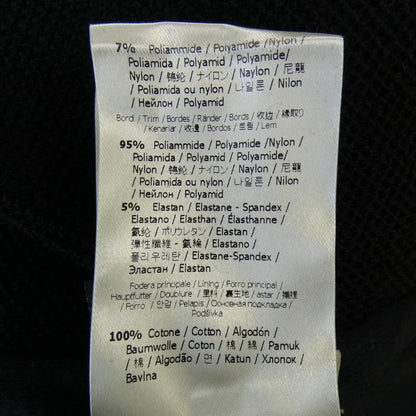 7% Poliammide / Polyamide /Nylon /
Poliamida / Polyamid / Polyamide/
Nylon / 锦纶 / ナイロン / Naylon / 尼龍
/ Poliamida ou nylon / 나일론 / Nilon
/ Нейлон / Polyamid
Bord / Trim / Bordes / Ränder / Bords / 收边 / 縁取り
/ Kenarlar / 收邊 / Bordos / 트림 / Lem
95% Poliammide / Polyamide /Nylon/
Poliamida / Polyamid / Polyamide/
Nylon / 锦纶 / ナイロン / Naylon / 尼龍
/ Poliamida ou nylon / 나일론 / Nilon
/ Нейлон / Polyamid
5% Elastan / Elastane - Spandex /
Elastano / Elasthan / Élasthanne /
氨纶 / ポリウレタン / Elastan /
彈性纖維 - 氨綸 / Elastano /
폴리우레탄 / Elastane-Spandex /
Эластан / Elastan
Fodera principale / Lining / Forro principal /
Hauptfutter / Doublure / 里料 / 裏生地 / astar / 裡裡
/ Forro / 안감 / Pelapis / Основная подкладка /
Podšívka
100% Cotone / Cotton / Algodón /
Baumwolle / Coton / 棉 / 綿 / Pamuk
/ 棉 / Algodão / 면 / Katun / Хлопок /
Bavlna